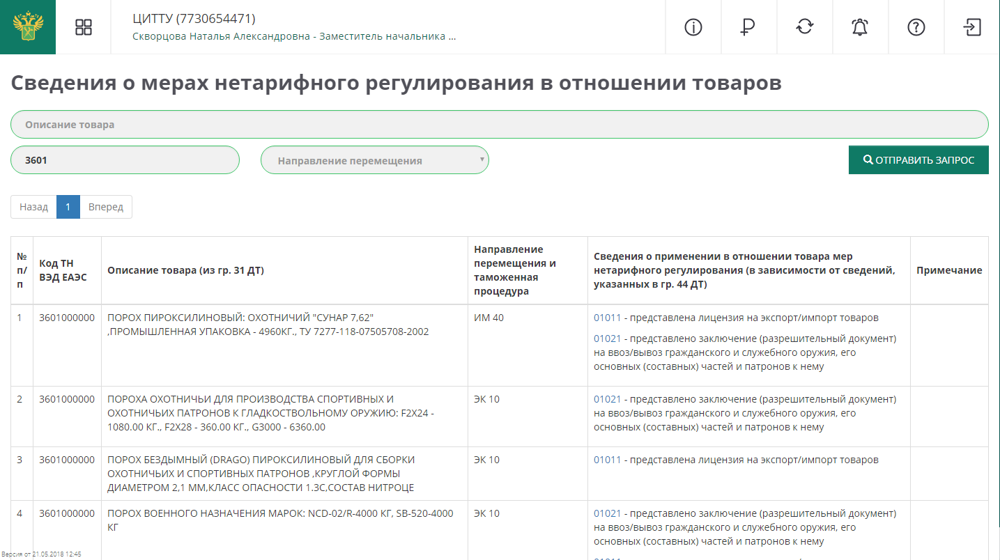 ЦИТТУ (7730654471)
Скворцова Наталья Александровна - Заместитель начальника ...
Сведения о мерах нетарифного регулирования в отношении товаров
Описание товара
3601
Направление перемещения
ОТПРАВИТЬ ЗАПРОС
Назад
1
Вперед
№
п/
п
Код ТН
ВЭД ЕАЭС
Описание товара (из гр. 31 ДТ)
Направление
перемещения и
таможенная
процедура
Сведения о применении в отношении товара мер
нетарифного регулирования (в зависимости от сведений,
указанных в гр. 44 ДТ)
Примечание
1
3601000000
ПОРОХ ПИРОКСИЛИНОВЫЙ: ОХОТНИЧИЙ "СУНАР 7,62"
,ПРОМЫШЛЕННАЯ УПАКОВКА - 4960КГ., ТУ 7277-118-07505708-2002
ИМ 40
01011 - представлена лицензия на экспорт/импорт товаров
01021 - представлено заключение (разрешительный документ)
на ввоз/вывоз гражданского и служебного оружия, его
основных (составных) частей и патронов к нему
2
3601000000
ПОРОХА ОХОТНИЧЬИ ДЛЯ ПРОИЗВОДСТВА СПОРТИВНЫХ И
ОХОТНИЧЬИХ ПАТРОНОВ К ГЛАДКОСТВОЛЬНОМУ ОРУЖИЮ: F2X24 -
1080.00 КГ., F2X28 - 360.00 КГ., G3000 - 6360.00
ЭК 10
01021 - представлено заключение (разрешительный документ)
на ввоз/вывоз гражданского и служебного оружия, его
основных (составных) частей и патронов к нему
3
3601000000
ПОРОХ БЕЗДЫМНЫЙ (DRAGO) ПИРОКСИЛИНОВЫЙ ДЛЯ СБОРКИ
ОХОТНИЧЬИХ И СПОРТИВНЫХ ПАТРОНОВ ,КРУГЛОЙ ФОРМЫ
ДИАМЕТРОМ 2,1 ММ,КЛАСС ОПАСНОСТИ 1.3С,СОСТАВ НИТРОЦЕ
ЭК 10
01011 - представлена лицензия на экспорт/импорт товаров
4
3601000000
ПОРОХ ВОЕННОГО НАЗНАЧЕНИЯ МАРОК: NCD-02/R-4000 КГ, SB-520-4000
КГ
ЭК 10
01021 - представлено заключение (разрешительный документ)
на ввоз/вывоз гражданского и служебного оружия, его
основных (составных) частей и патронов к нему
Версия от 21.05.2018 12:45